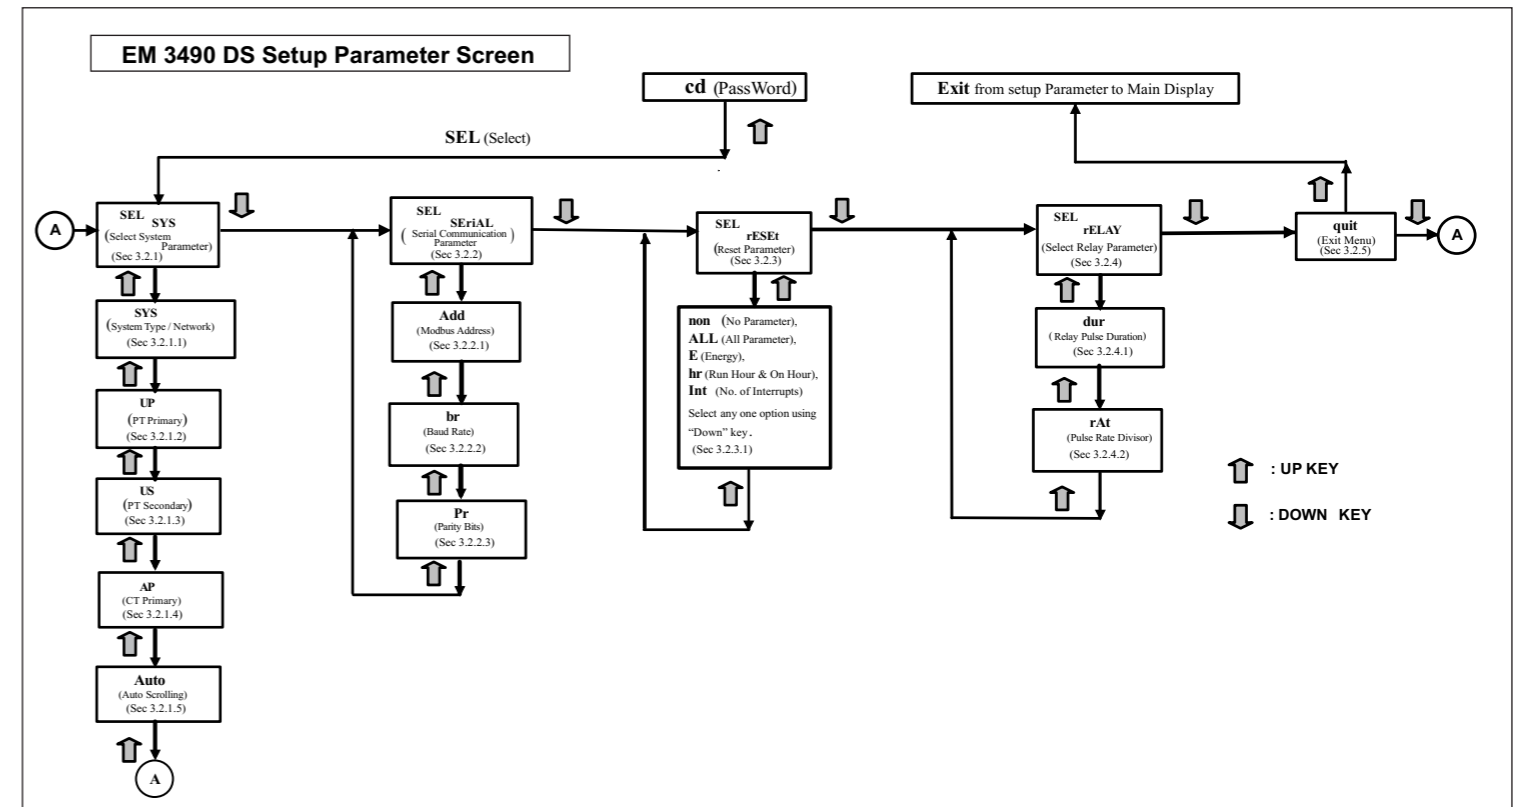 EM 3490 DS Setup Parameter Screen
cd (PassWord)
Exit from setup Parameter to Main Display
SEL (Select)
A
SEL
SYS
(Select System
Parameter)
(Sec 3.2.1)
SEL
SEriAL
( Serial Communication )
Parameter
(Sec 3.2.2)
SEL
rESEt
(Reset Parameter)
(Sec 3.2.3)
SEL
rELAY
(Select Relay Parameter)
(Sec 3.2.4)
quit
(Exit Menu)
(Sec 3.2.5)
A
SYS
(System Type / Network)
(Sec 3.2.1.1)
UP
(PT Primary)
(Sec 3.2.1.2)
US
(PT Secondary)
(Sec 3.2.1.3)
AP
(CT Primary)
(Sec 3.2.1.4)
Auto
(Auto Scrolling)
(Sec 3.2.1.5)
A
Add
(Modbus Address)
(Sec 3.2.2.1)
br
(Baud Rate)
(Sec 3.2.2.2)
Pr
(Parity Bits)
(Sec 3.2.2.3)
non (No Parameter),
ALL (All Parameter),
E (Energy),
hr (Run Hour & On Hour),
Int (No. of Interrupts)
Select any one option using
“Down” key.
(Sec 3.2.3.1)
dur
(Relay Pulse Duration)
(Sec 3.2.4.1)
rAt
(Pulse Rate Divisor)
(Sec 3.2.4.2)
: UP KEY
: DOWN KEY